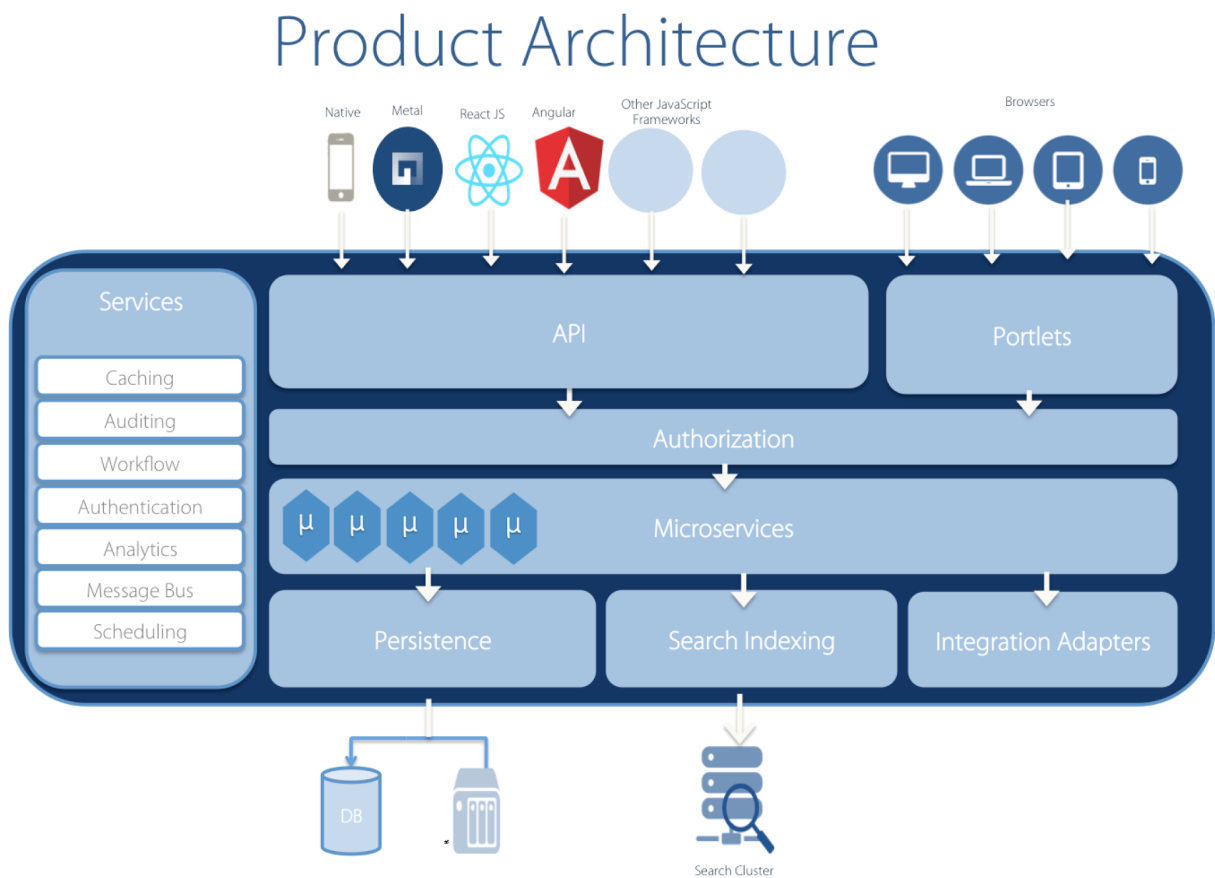 Product Architecture
Native
Metal
React JS
Angular
Other JavaScript
Frameworks
Browsers
Services
Caching
Auditing
Workflow
Authentication
Analytics
Message Bus
Scheduling
API
Portlets
Authorization
µ µ µ µ µ
Microservices
Persistence
Search Indexing
Integration Adapters
DB
Search Cluster